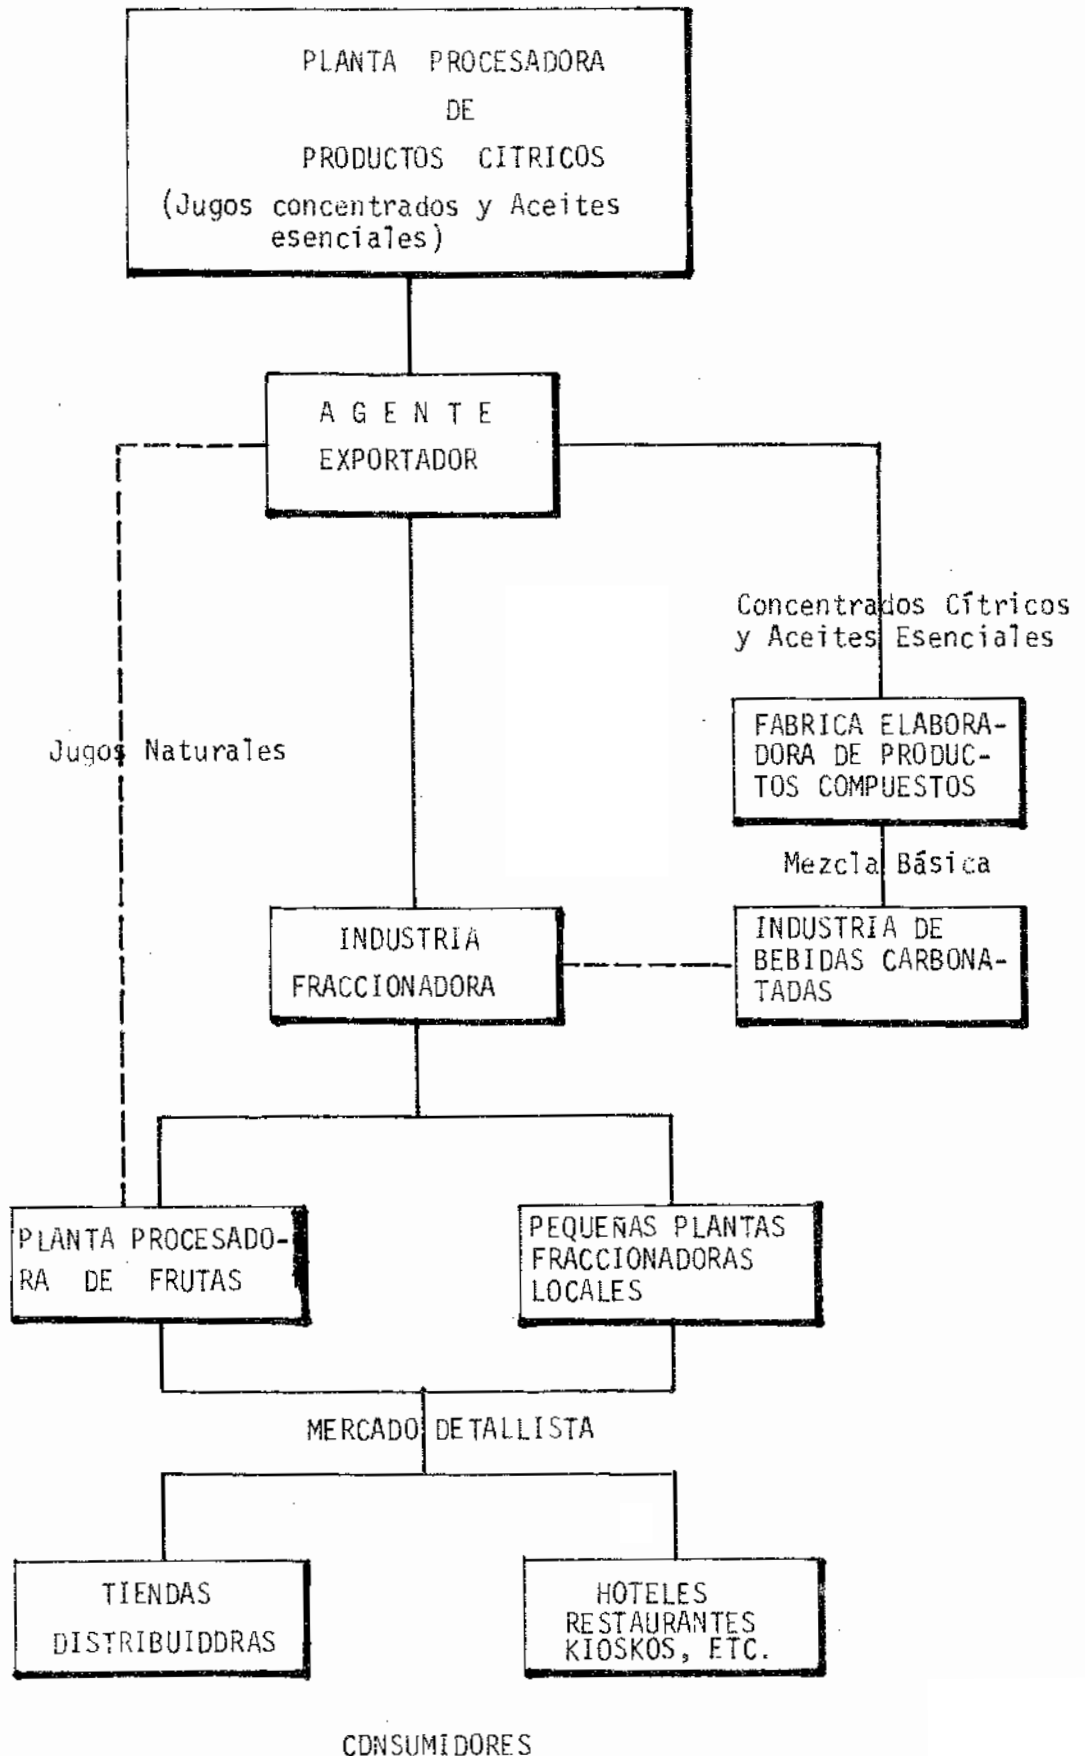 PLANTA PROCESADORA
DE
PRODUCTOS CITRICOS
(Jugos concentrados y Aceites
esenciales)
A G E N T E
EXPORTADOR
Concentrados Cítricos
y Aceites Esenciales
FABRICA ELABORA-
DORA DE PRODUC-
TOS COMPUESTOS
Jugos Naturales
Mezcla Básica
INDUSTRIA
FRACCIONADORA
INDUSTRIA DE
BEBIDAS CARBONA-
TADAS
PLANTA PROCESADO-
RA DE FRUTAS
PEQUEÑAS PLANTAS
FRACCIONADORAS
LOCALES
MERCADO DETALLISTA
TIENDAS
DISTRIBUIDDRAS
HOTELES
RESTAURANTES
KIOSKOS, ETC.
CDNSUMIDORES